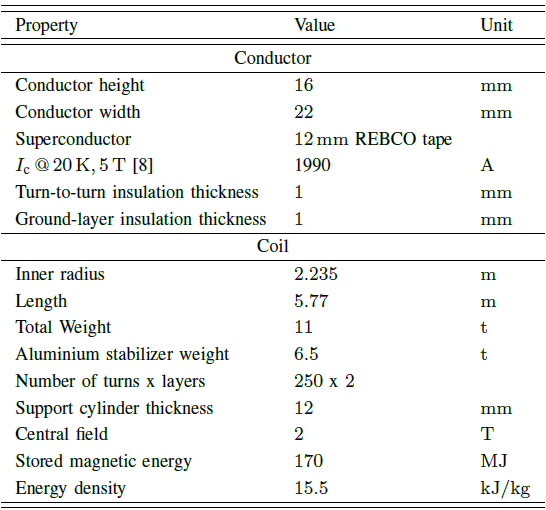 Property Value Unit
Conductor
Conductor height 16 mm
Conductor width 22 mm
Superconductor 12 mm REBCO tape
Ic @ 20 K, 5 T [8] 1990 A
Turn-to-turn insulation thickness 1 mm
Ground-layer insulation thickness 1 mm
Coil
Inner radius 2.235 m
Length 5.77 m
Total Weight 11 t
Aluminium stabilizer weight 6.5 t
Number of turns x layers 250 x 2
Support cylinder thickness 12 mm
Central field 2 T
Stored magnetic energy 170 MJ
Energy density 15.5 kJ/kg